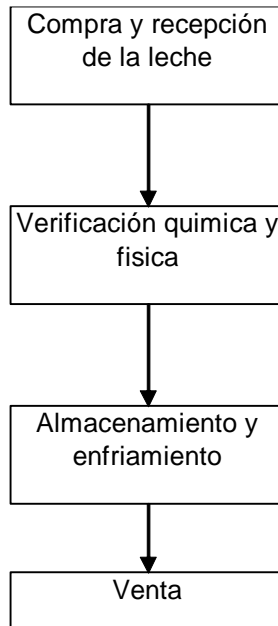 Compra y recepción
de la leche
Verificación quimica y
fisica
Almacenamiento y
enfriamiento
Venta